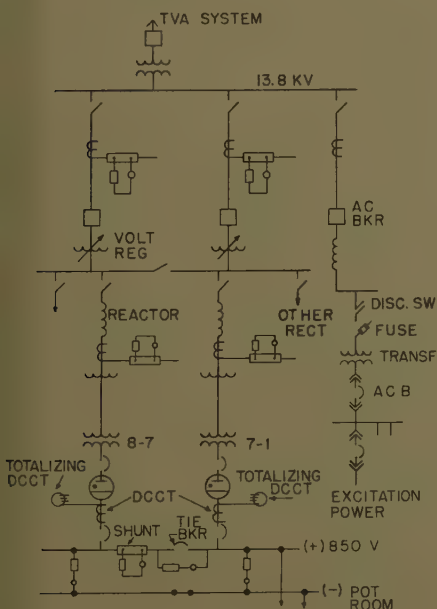 TVA SYSTEM
13.8 KV
AC
BKR
VOLT
REG
DISC. SW
REACTOR
OTHER
RECT
FUSE
TRANSF
ACB
8-7
7-1
TOTALIZING
DCCT
TOTALIZING
DCCT
DCCT
EXCITATION
POWER
SHUNT
TIE
BKR
(+) 850 V
(-) POT
ROOM